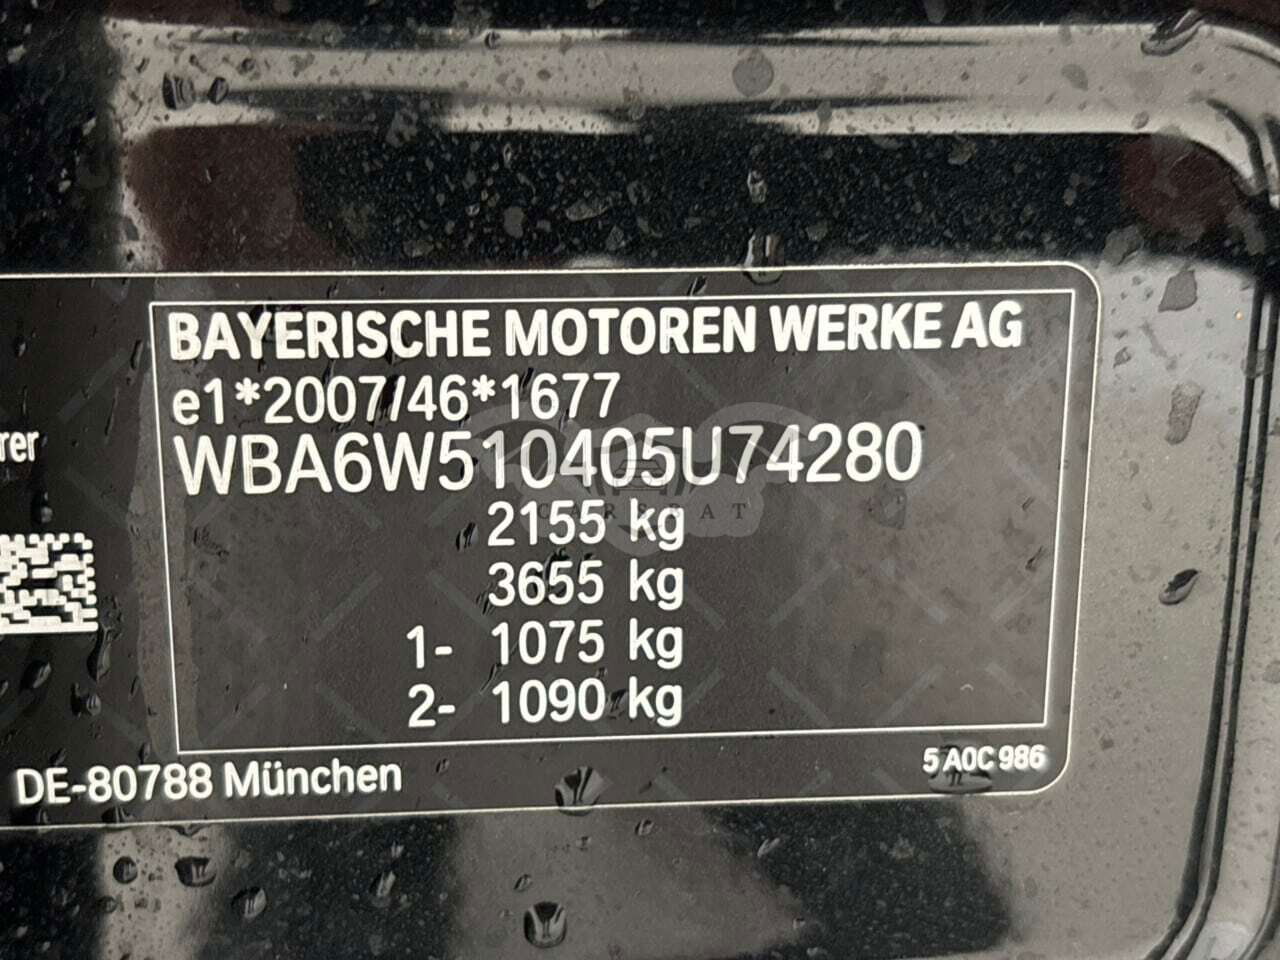 BAYERISCHE MOTOREN WERKE AG
e1*2007/46*1677
WBA6W510405U74280
CARSBAT
2155 kg
3655 kg
1- 1075 kg
2- 1090 kg
rer
DE-80788 München
5 A0C 986